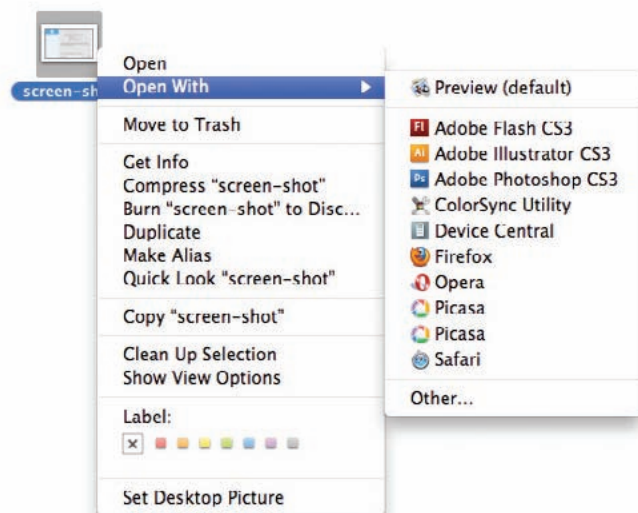 screen-sh
Open
Open With
Move to Trash
Get Info
Compress “screen-shot”
Burn “screen-shot” to Disc...
Duplicate
Make Alias
Quick Look “screen-shot”
Copy “screen-shot”
Clean Up Selection
Show View Options
Label:
x
Set Desktop Picture
Preview (default)
Fl Adobe Flash CS3
Ai Adobe Illustrator CS3
Ps Adobe Photoshop CS3
ColorSync Utility
Device Central
Firefox
Opera
Picasa
Picasa
Safari
Other...